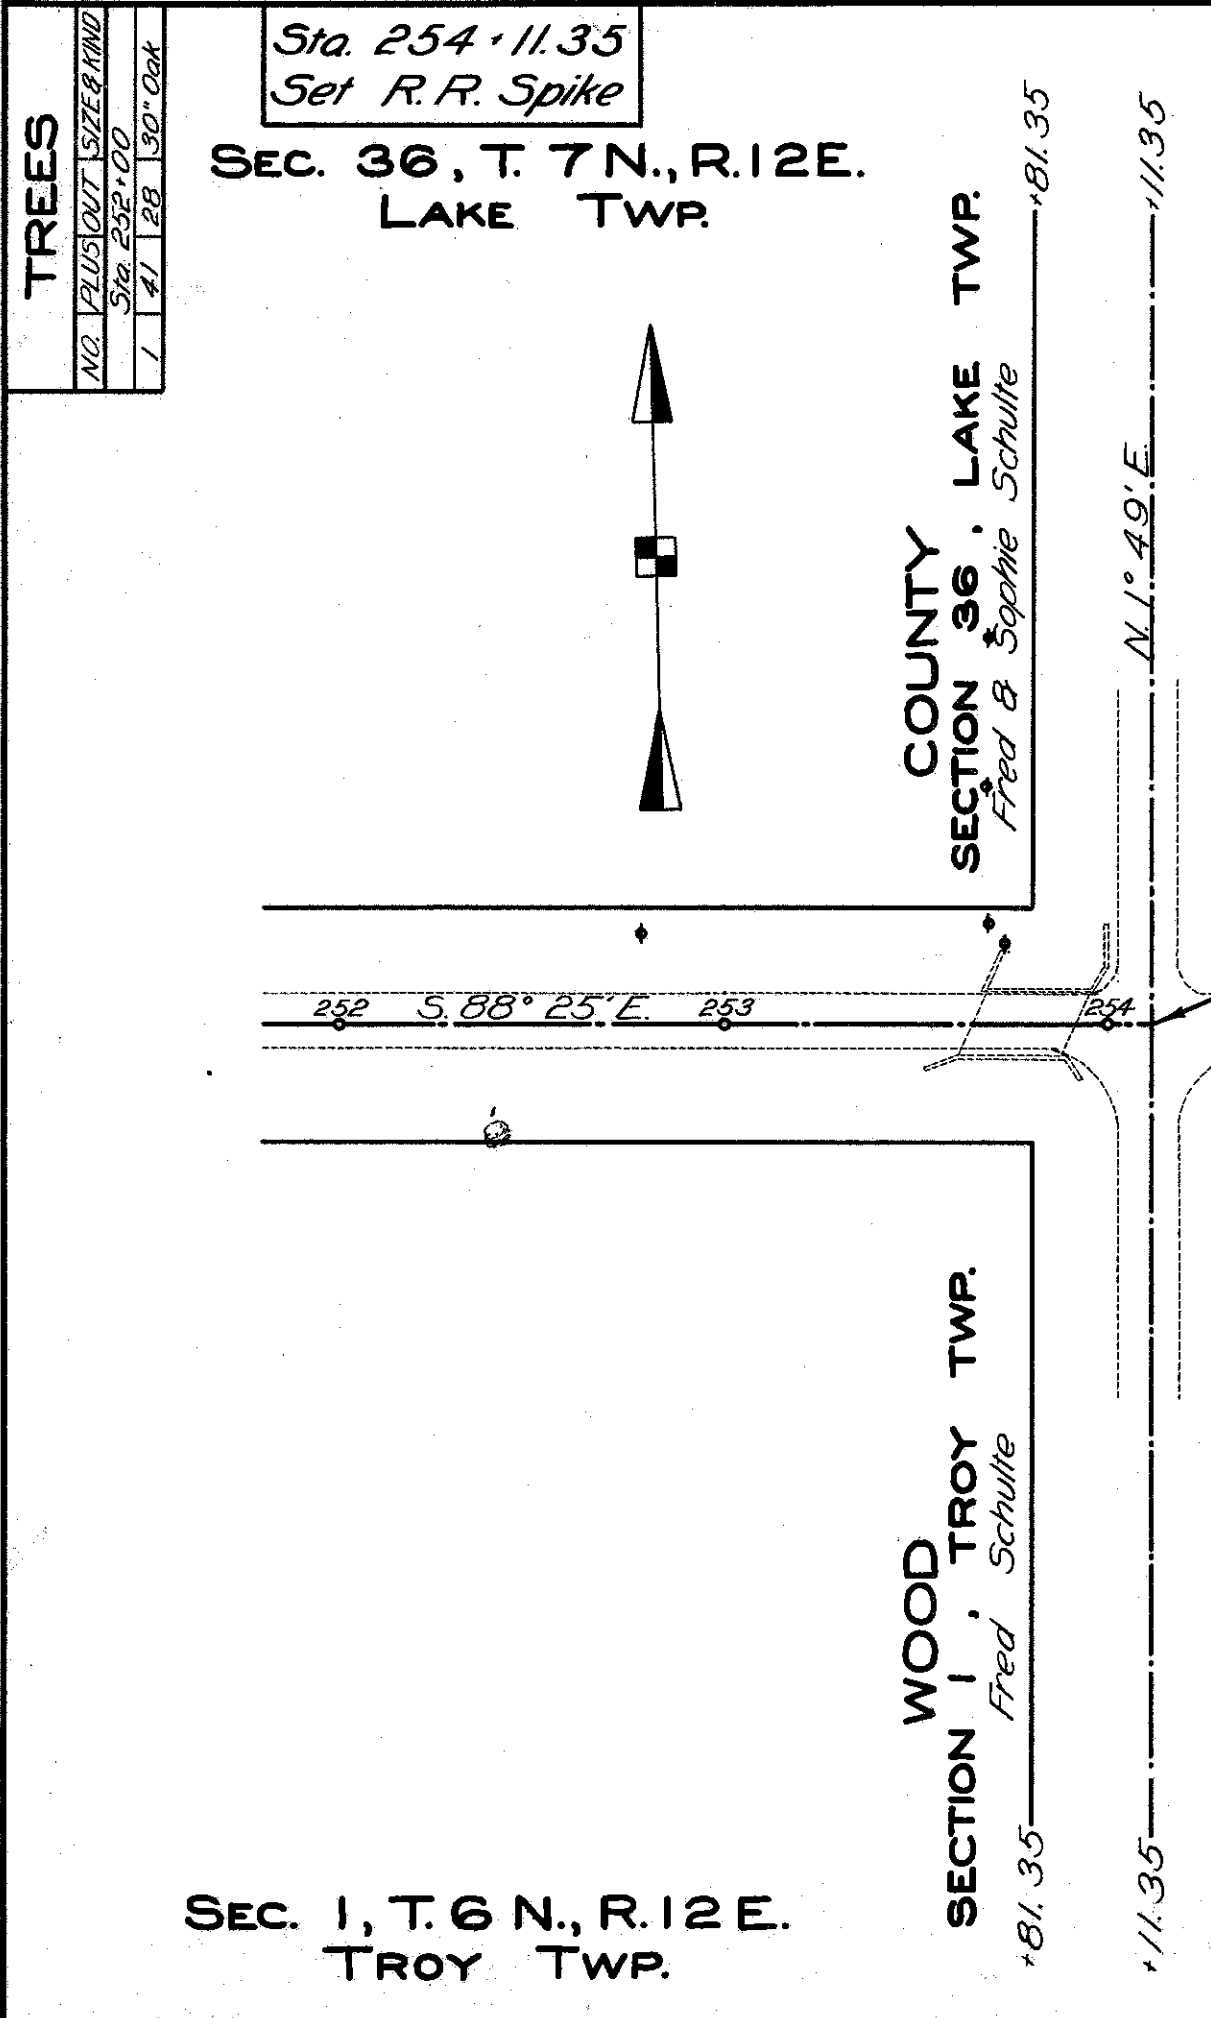 TREES
NO. PLUS OUT SIZE & KIND
Sta. 252+00
1 41 28 30" Oak
Sta. 254+11.35
Set R.R. Spike
SEC. 36, T. 7 N., R. 12 E.
LAKE TWP.
+81.35
+11.35
COUNTY
SECTION 36, LAKE TWP.
Fred & Sophie Schulte
N. 1° 49' E.
252 S. 88° 25' E. 253 254
1
WOOD
SECTION 1, TROY TWP.
Fred Schulte
+81.35
+11.35
SEC. 1, T. 6 N., R. 12 E.
TROY TWP.